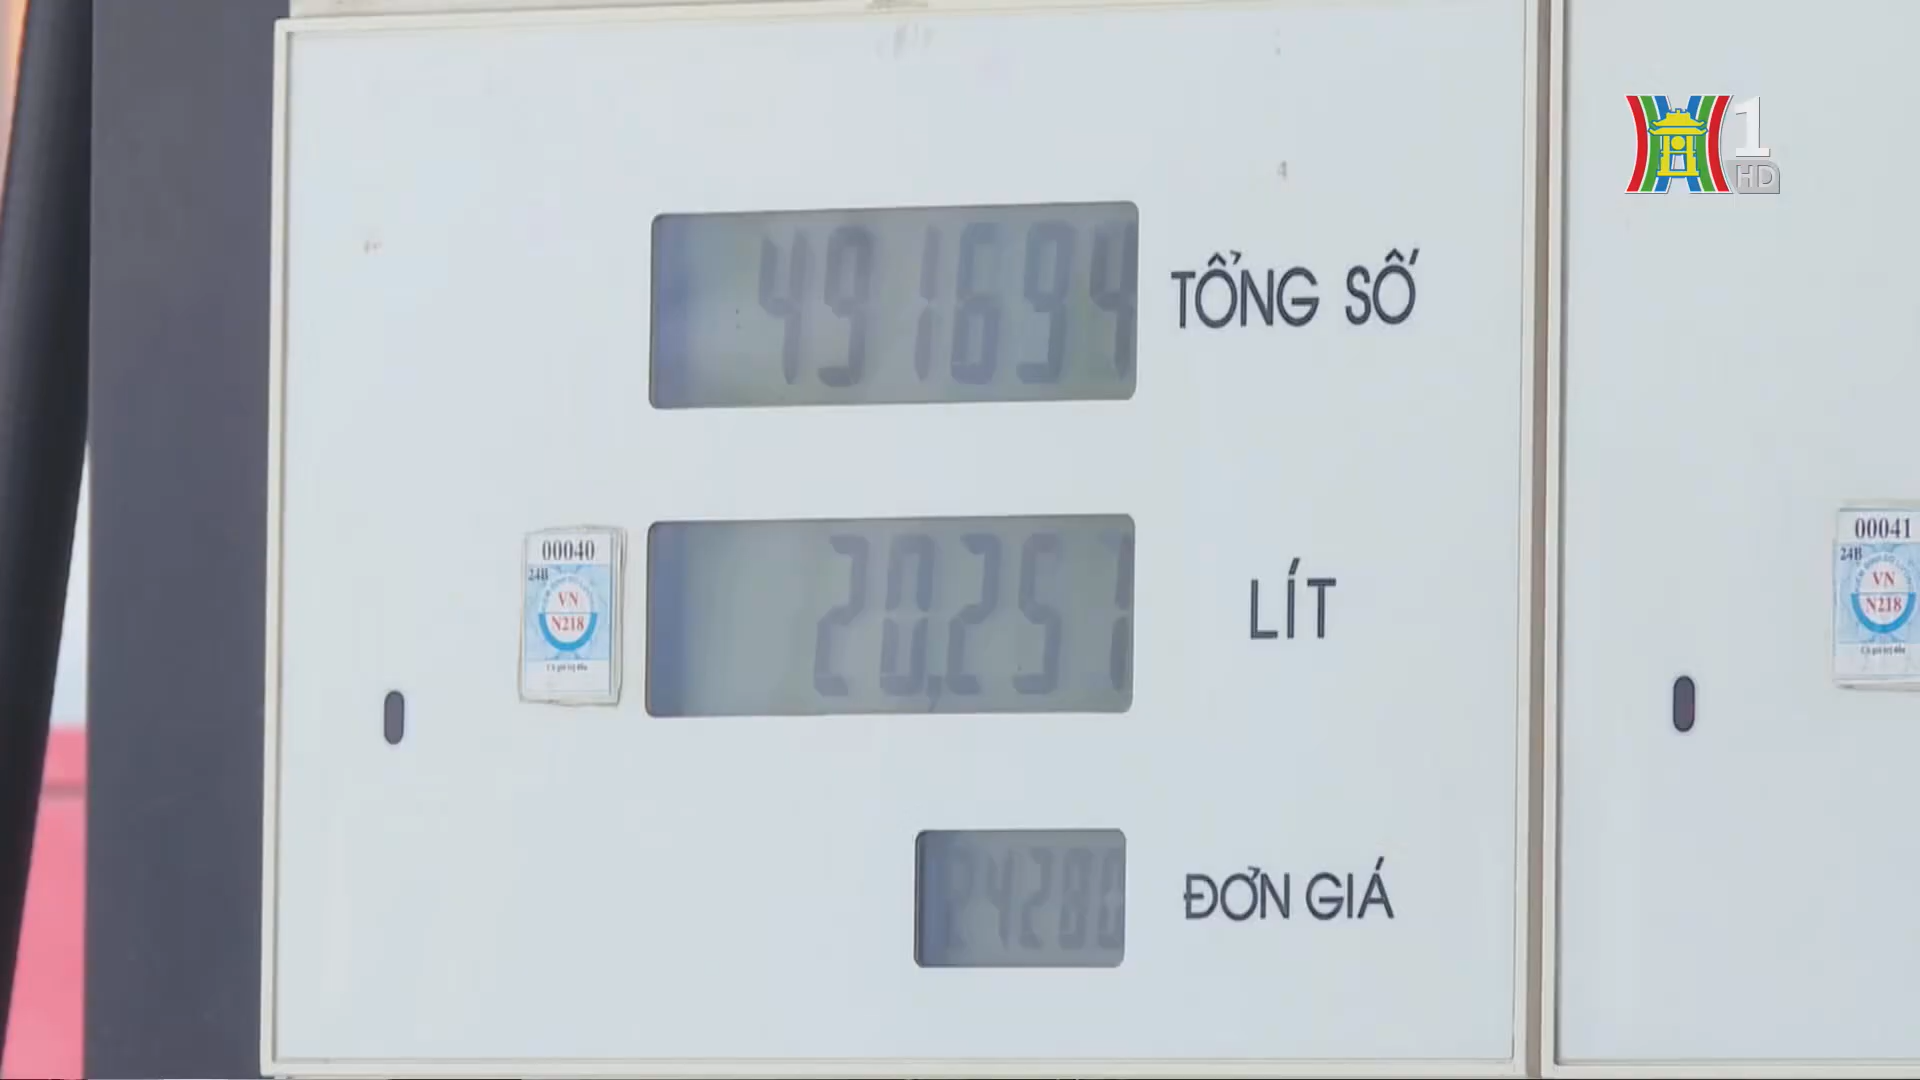 1
HD
491694
TỔNG SỐ
00040
24B
VN
N218
20,251
LÍT
00041
24B
VN
N218
24280
ĐƠN GIÁ